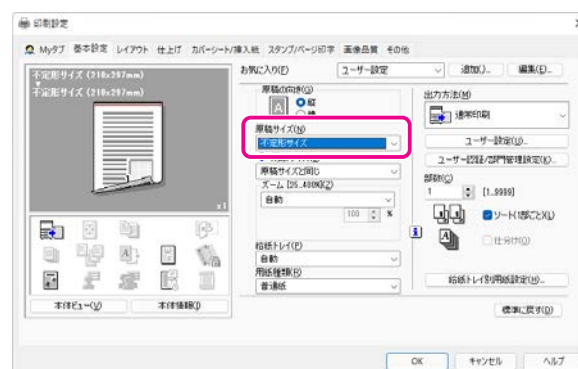 印刷設定
Myタブ 基本設定 レイアウト 仕上げ カバーシート/挿入紙 スタンプ/ページ印字 画像品質 その他
不定形サイズ (210x297mm)
不定形サイズ (210x297mm)
x1
本体ビュー(V)
本体情報(J)
お気に入り(F)
ユーザー設定
追加(.)...
編集(E)...
原稿の向き(O)
縦
横
原稿サイズ(N)
不定形サイズ
原稿サイズと同じ
ズーム [25..400%](Z)
自動
100 %
給紙トレイ(P)
自動
用紙種類(R)
普通紙
出力方法(M)
通常印刷
ユーザー設定(U)...
ユーザー認証/部門管理設定(K)...
部数(C)
1 [1..9999]
ソート(1部ごと)(L)
仕分け(Q)
給紙トレイ別用紙設定(H)...
標準に戻す(D)
OK
キャンセル
ヘルプ